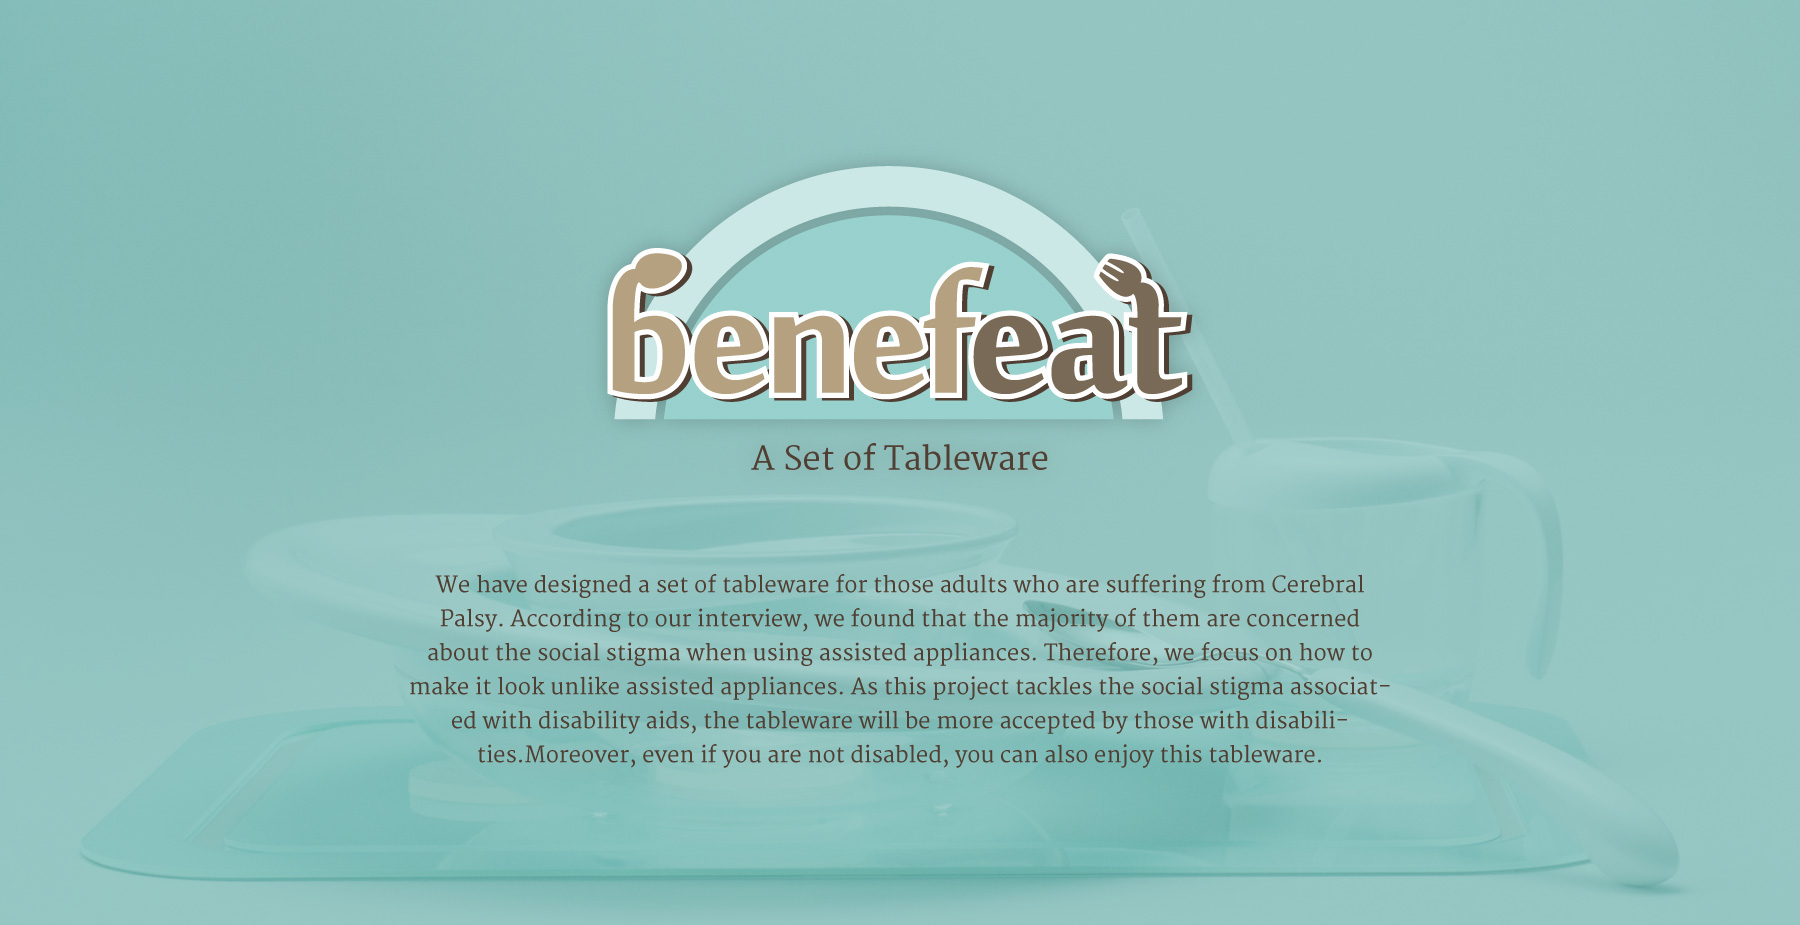 benefeat
A Set of Tableware
We have designed a set of tableware for those adults who are suffering from Cerebral
Palsy. According to our interview, we found that the majority of them are concerned
about the social stigma when using assisted appliances. Therefore, we focus on how to
make it look unlike assisted appliances. As this project tackles the social stigma associat-
ed with disability aids, the tableware will be more accepted by those with disabili-
ties.Moreover, even if you are not disabled, you can also enjoy this tableware.